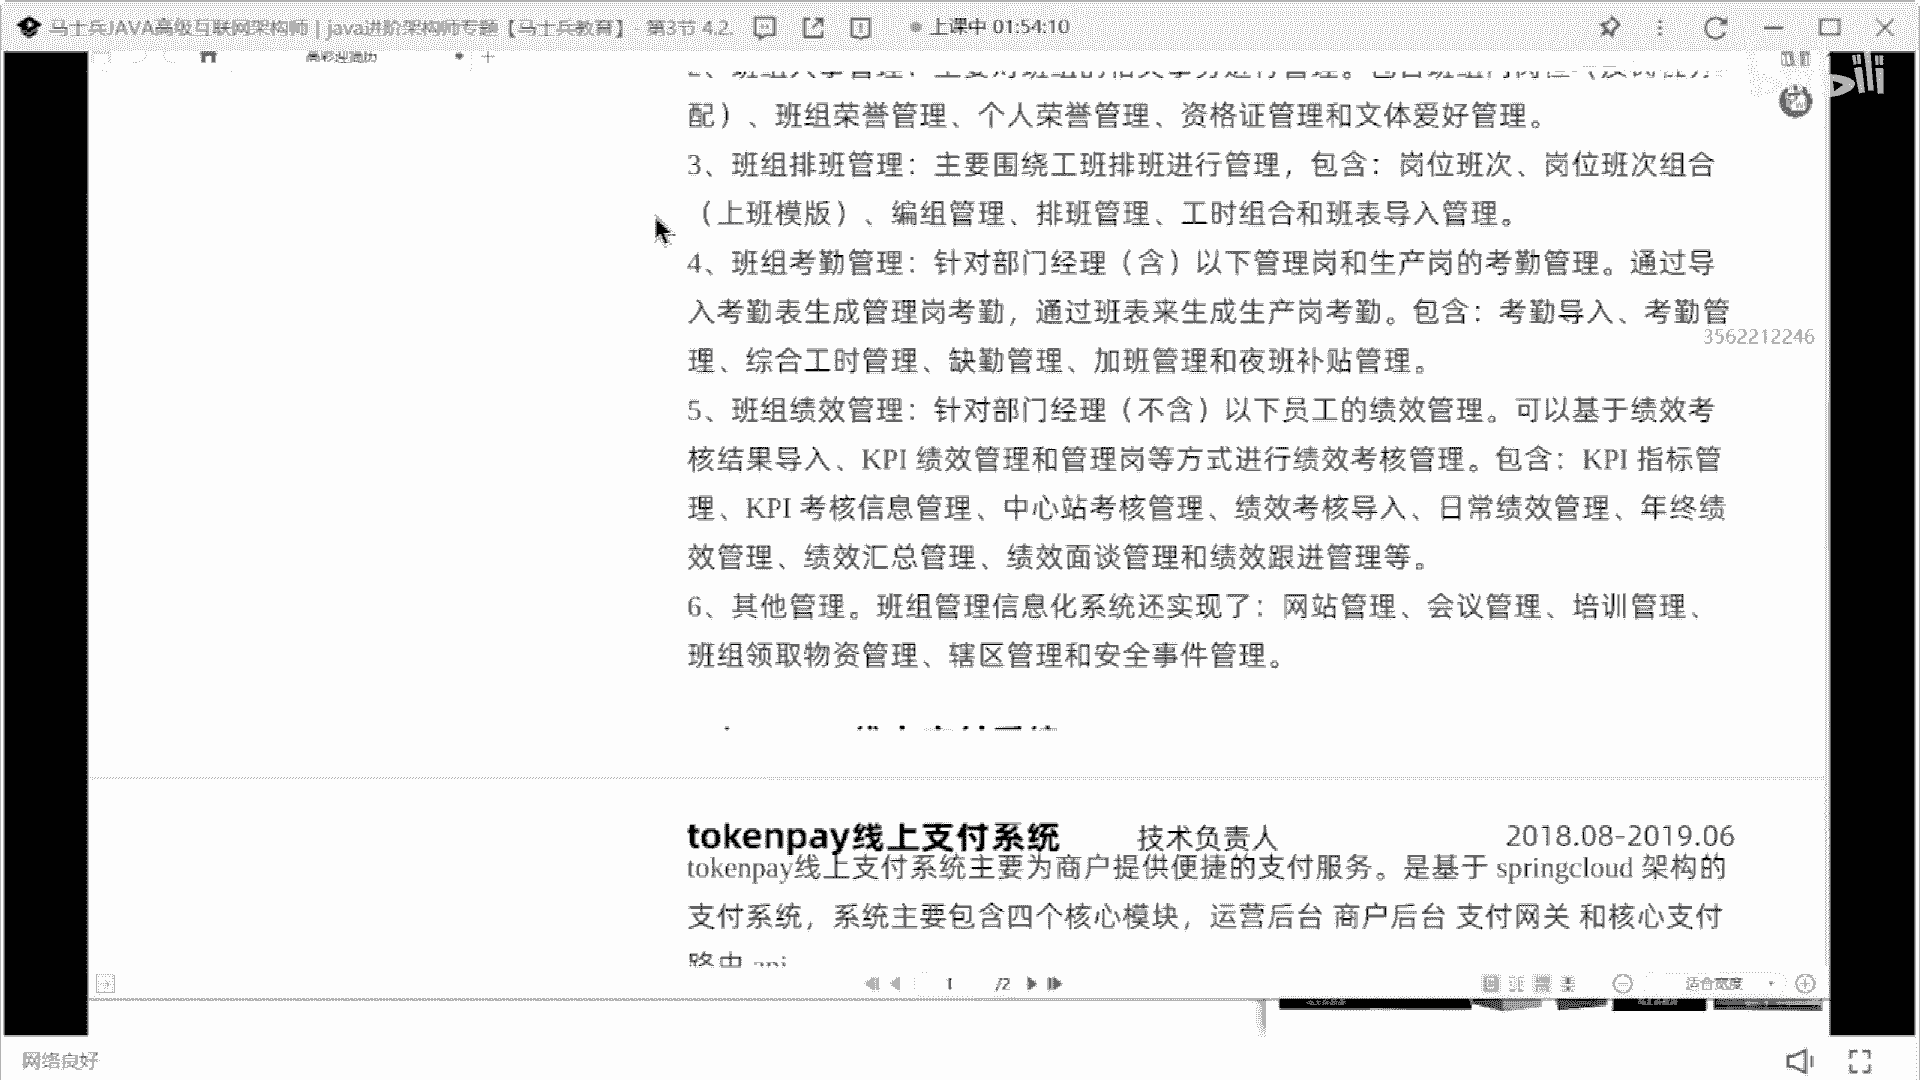 马士兵JAVA高级互联网架构师 | java进阶架构师专题【马士兵教育】 - 第3节 4.2.
上课中 01:54:10
配）、班组荣誉管理、个人荣誉管理、资格证管理和文体爱好管理。
3、班组排班管理：主要围绕工班排班进行管理，包含：岗位班次、岗位班次组合
（上班模版）、编组管理、排班管理、工时组合和班表导入管理。
4、班组考勤管理：针对部门经理（含）以下管理岗和生产岗的考勤管理。通过导
入考勤表生成管理岗考勤，通过班表来生成生产岗考勤。包含：考勤导入、考勤管
3562212246
理、综合工时管理、缺勤管理、加班管理和夜班补贴管理。
5、班组绩效管理：针对部门经理（不含）以下员工的绩效管理。可以基于绩效考
核结果导入、KPI 绩效管理和管理岗等方式进行绩效考核管理。包含：KPI 指标管
理、KPI 考核信息管理、中心站考核管理、绩效考核导入、日常绩效管理、年终绩
效管理、绩效汇总管理、绩效面谈管理和绩效跟进管理等。
6、其他管理。班组管理信息化系统还实现了：网站管理、会议管理、培训管理、
班组领取物资管理、辖区管理和安全事件管理。
tokenpay线上支付系统 技术负责人 2018.08-2019.06
tokenpay线上支付系统主要为商户提供便捷的支付服务。是基于 springcloud 架构的
支付系统，系统主要包含四个核心模块，运营后台 商户后台 支付网关 和核心支付
1 /2
适合宽度
网络良好